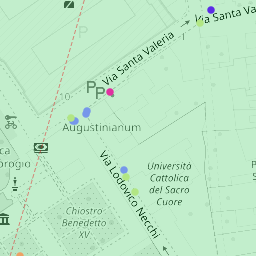 Via Santa Va
Via Santa Valeria
P
P
Augustinianum
ca
brogio
Via Lodovico Necchi
Università
Cattolica
del Sacro
Cuore
Chiostro
Benedetto
XV